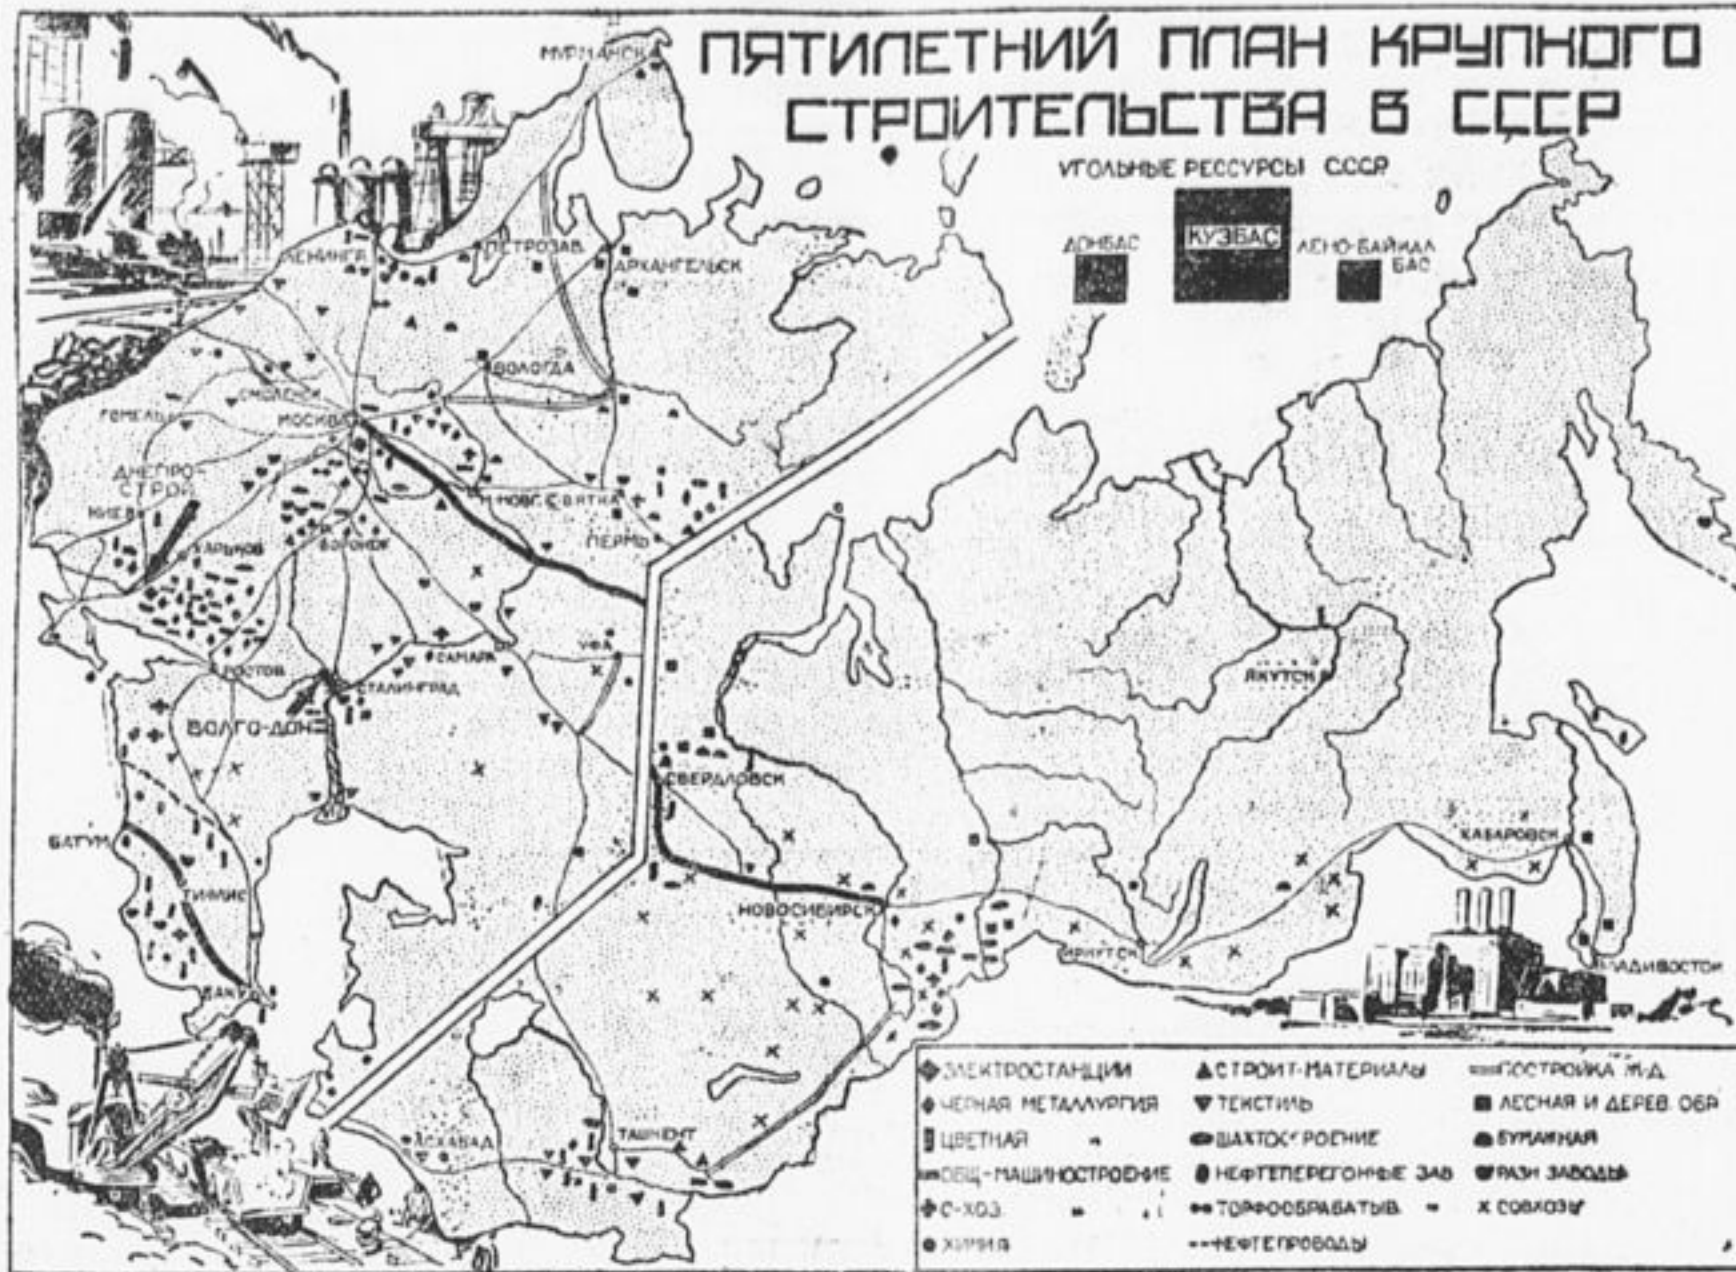 ПЯТИЛЕТНИЙ ПЛАН КРУПНОГО
СТРОИТЕЛЬСТВА В СССР
УГОЛЬНЫЕ РЕССУРСЫ СССР
ДОНБАС
КУЗБАС
ЛЕНО-БАЙКАЛ
БАС
МУРМАНСК
ЛЕНИНГР.
ПЕТРОЗАВ.
АРХАНГЕЛЬСК
ВОЛОГДА
СМОЛЕНСК
ГОМЕЛЬ
МОСКВА
ДНЕПРО-
СТРОЙ
КИЕВ
ХАРЬКОВ
ВОРОНЕЖ
Н.НОВГ.
ВЯТКА
ПЕРМЬ
УФА
САМАРА
РОСТОВ
СТАЛИНГРАД
ВОЛГО-ДОН
СВЕРДЛОВСК
ЯКУТСК
БАТУМ
ТИФЛИС
БАКУ
НОВОСИБИРСК
ИРКУТСК
ХАБАРОВСК
ВЛАДИВОСТОК
АСХАБАД
ТАШКЕНТ
ЭЛЕКТРОСТАНЦИИ
ЧЕРНАЯ МЕТАЛЛУРГИЯ
ЦВЕТНАЯ "
ОБЩ-МАШИНОСТРОЕНИЕ
С-ХОЗ. " "
ХИМИЯ
СТРОИТ-МАТЕРИАЛЫ
ТЕКСТИЛЬ
ШАХТОСТРОЕНИЕ
НЕФТЕПЕРЕГОННЫЕ ЗАВ
ТОРФООБРАБАТЫВ. "
НЕФТЕПРОВОДЫ
ПОСТРОЙКА Ж-Д.
ЛЕСНАЯ И ДЕРЕВ. ОБР
БУМАЖНАЯ
РАЗН ЗАВОДЫ
СОВХОЗЫ